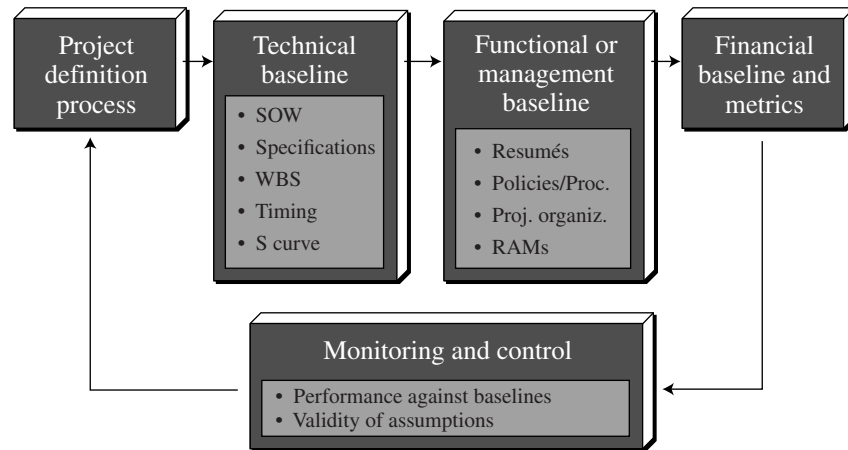 Project
definition
process
Technical
baseline
• SOW
• Specifications
• WBS
• Timing
• S curve
Functional or
management
baseline
• Resumés
• Policies/Proc.
• Proj. organiz.
• RAMs
Financial
baseline and
metrics
Monitoring and control
• Performance against baselines
• Validity of assumptions